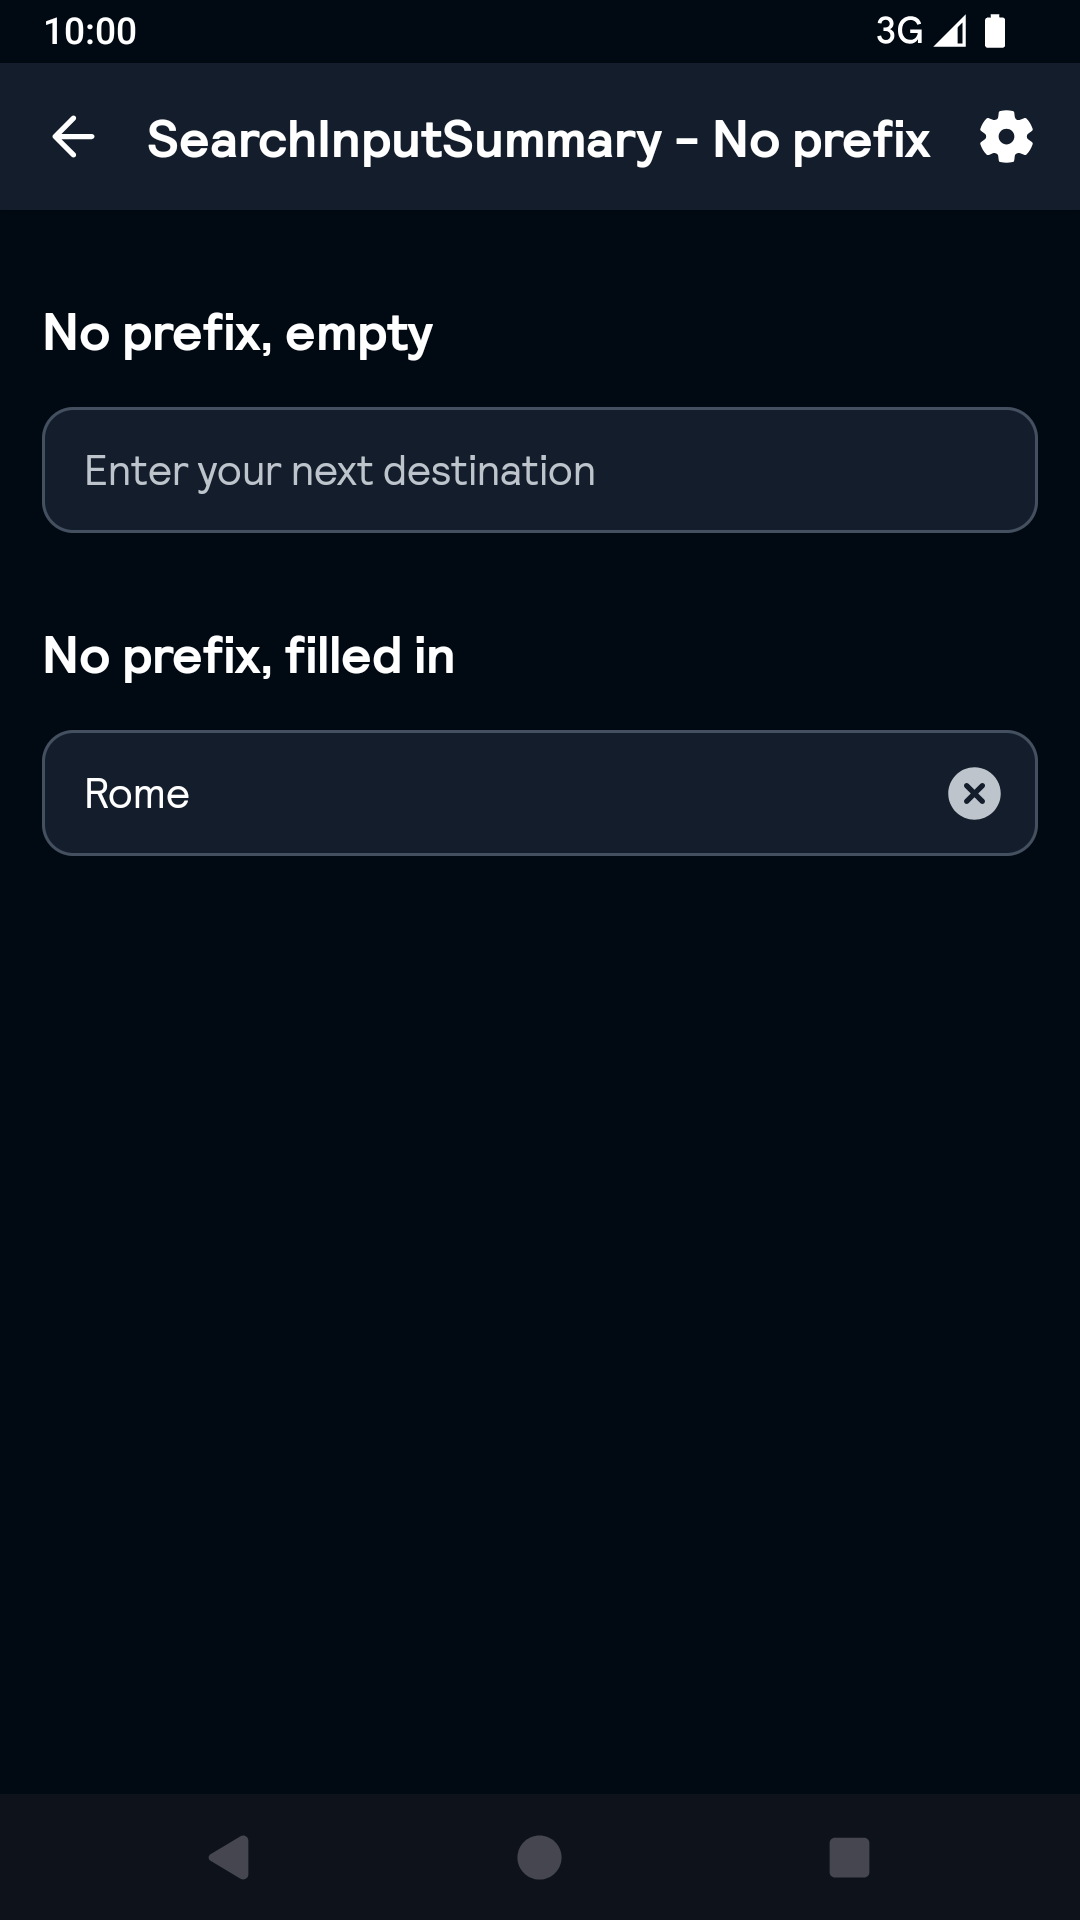 10:00 3G
SearchInputSummary - No prefix
No prefix, empty
Enter your next destination
No prefix, filled in
Rome